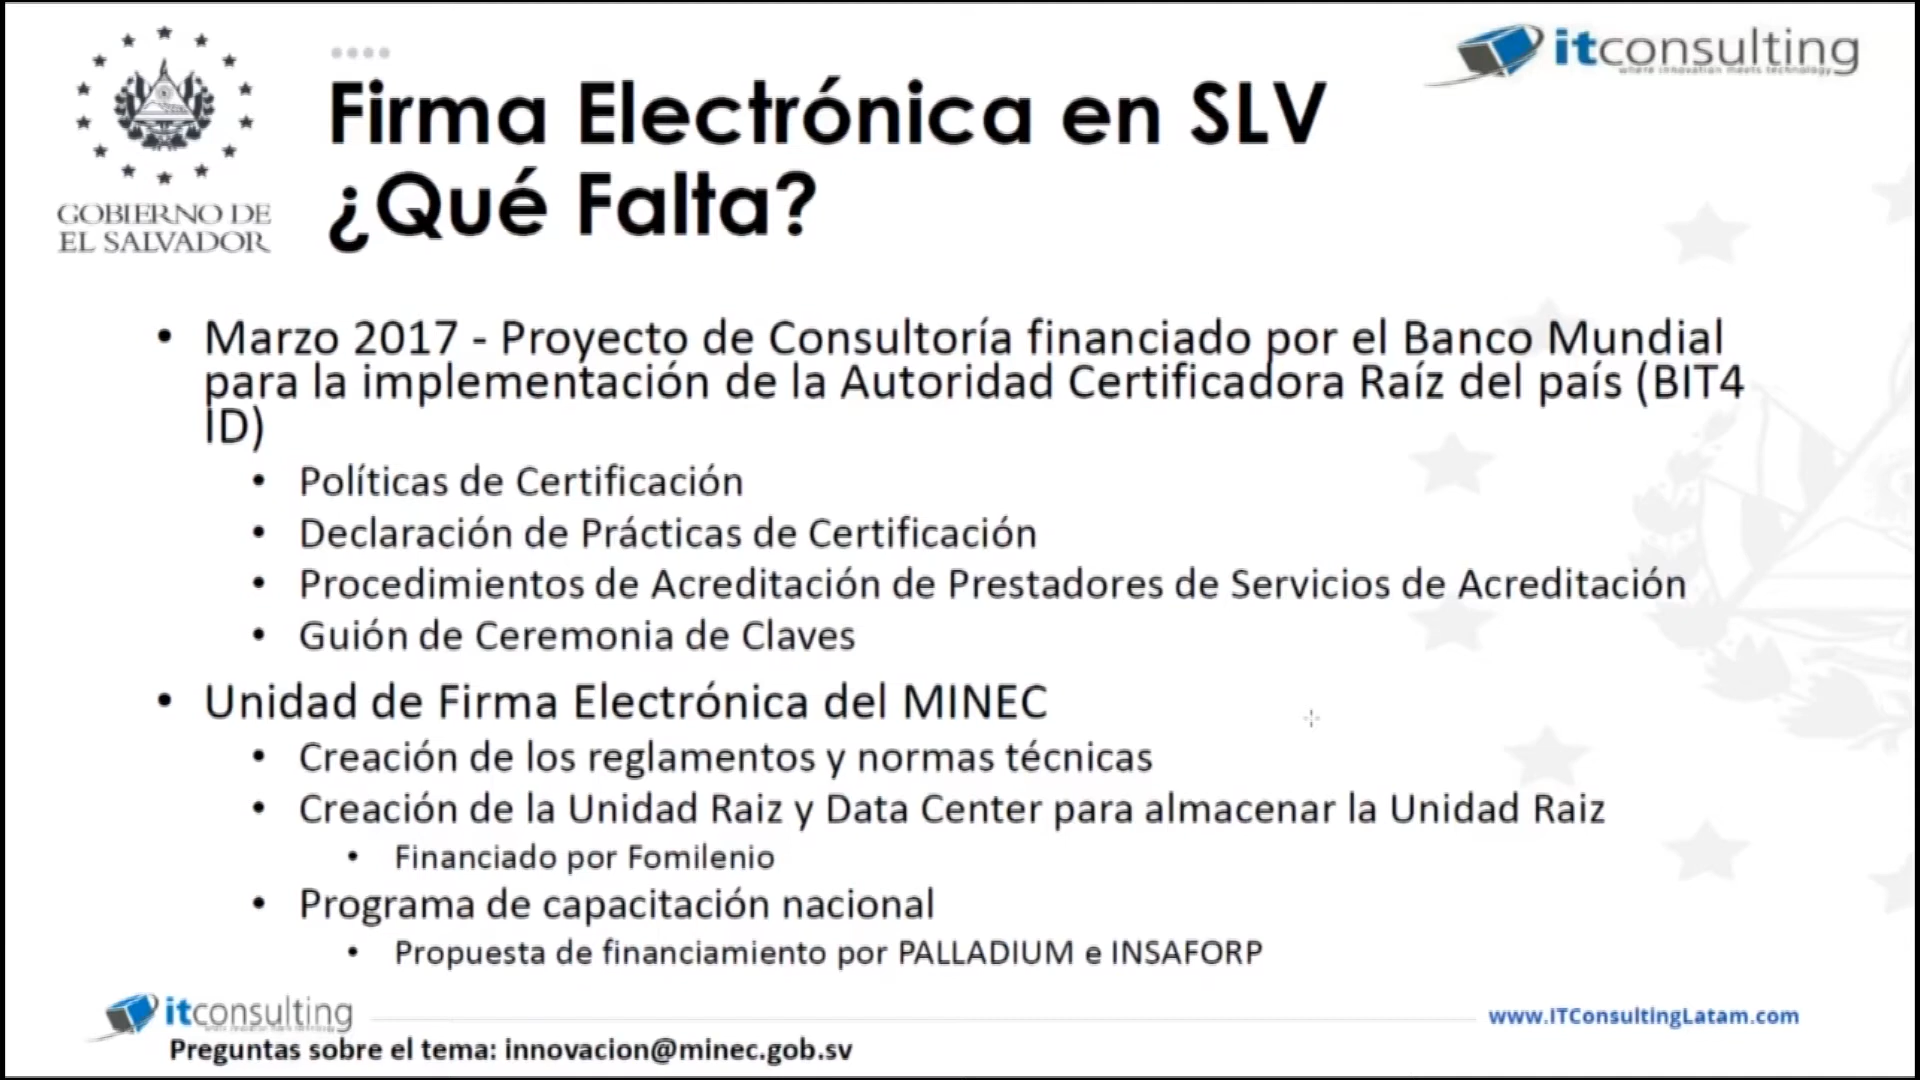 GOBIERNO DE
EL SALVADOR
Firma Electrónica en SLV
¿Qué Falta?
itconsulting
where innovation meets technology
• Marzo 2017 - Proyecto de Consultoría financiado por el Banco Mundial
para la implementación de la Autoridad Certificadora Raíz del país (BIT4
ID)
• Políticas de Certificación
• Declaración de Prácticas de Certificación
• Procedimientos de Acreditación de Prestadores de Servicios de Acreditación
• Guión de Ceremonia de Claves
• Unidad de Firma Electrónica del MINEC
• Creación de los reglamentos y normas técnicas
• Creación de la Unidad Raiz y Data Center para almacenar la Unidad Raiz
• Financiado por Fomilenio
• Programa de capacitación nacional
• Propuesta de financiamiento por PALLADIUM e INSAFORP
itconsulting
www.ITConsultingLatam.com
Preguntas sobre el tema: innovacion@minec.gob.sv